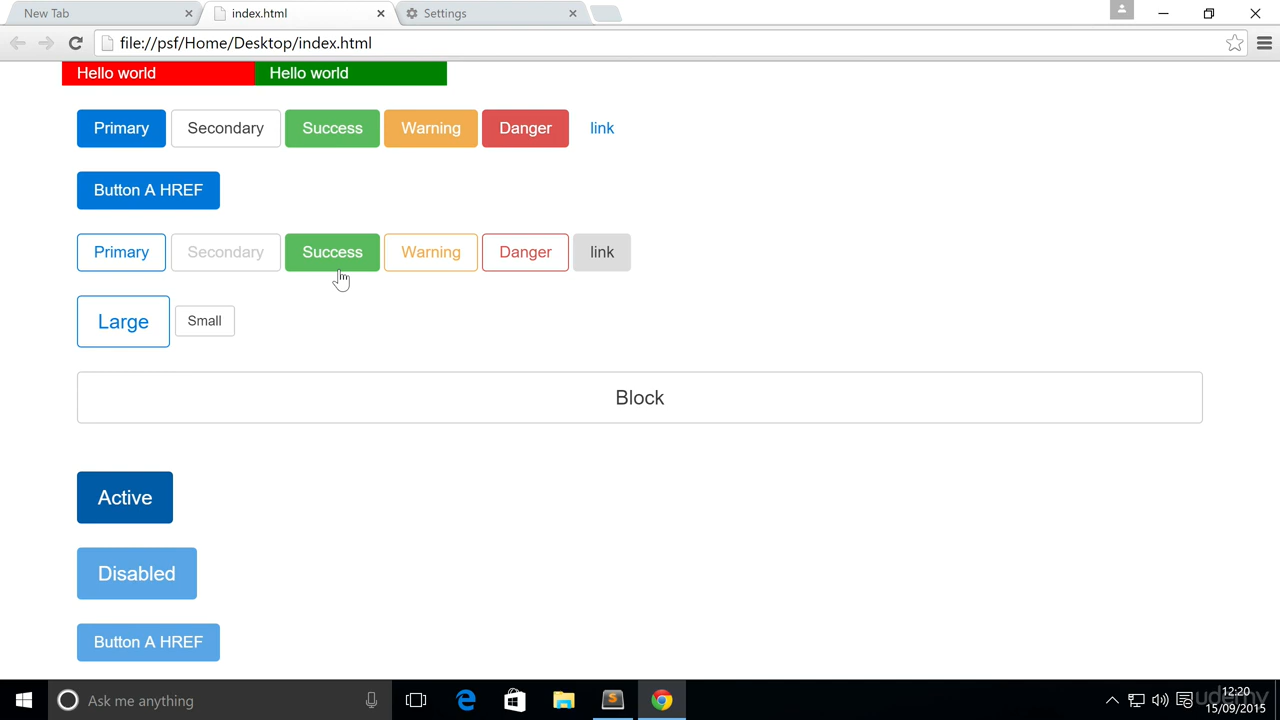 New Tab
index.html
Settings
file://psf/Home/Desktop/index.html
Hello world Hello world
Primary Secondary Success Warning Danger link
Button A HREF
Primary Secondary Success Warning Danger link
Large Small
Block
Active
Disabled
Button A HREF
Ask me anything
12:20
15/09/2015
udemy